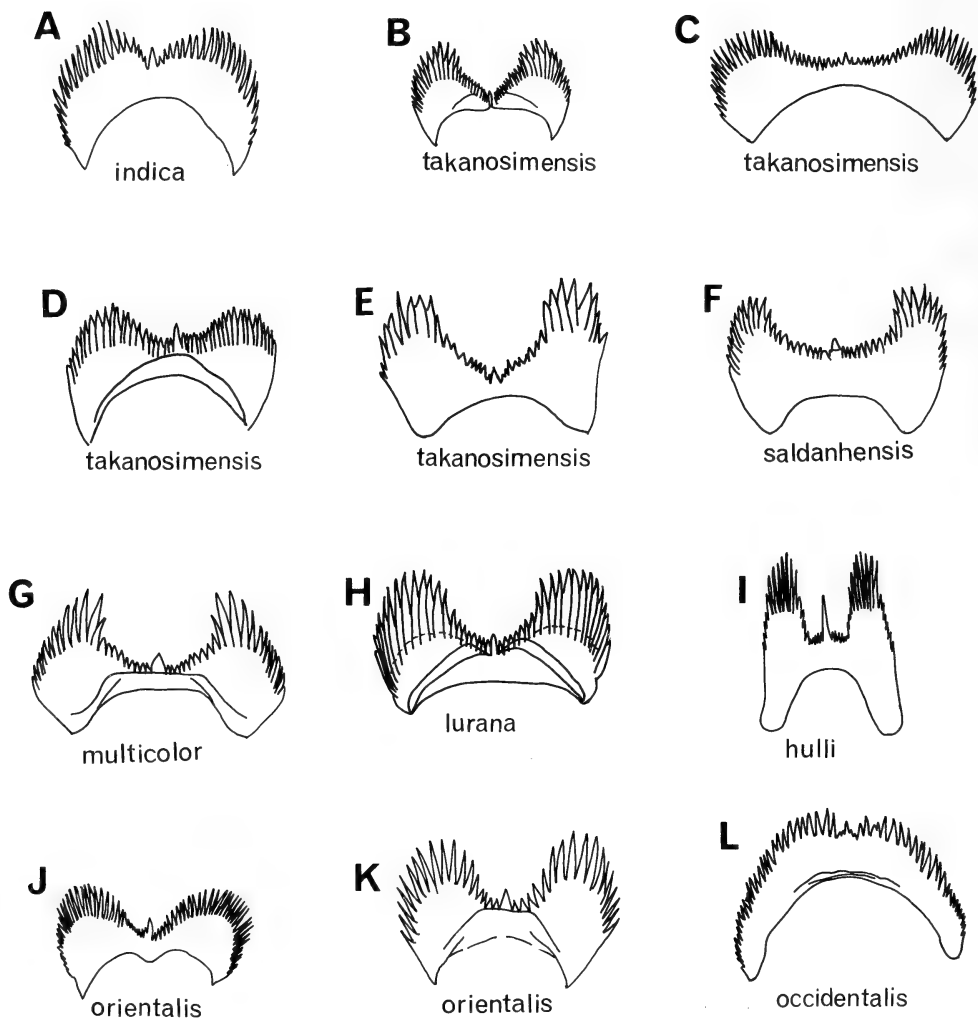 A
indica
B
takanosimensis
C
takanosimensis
D
takanosimensis
E
takanosimensis
F
saldanhensis
G
multicolor
H
lurana
I
hulli
J
orientalis
K
orientalis
L
occidentalis